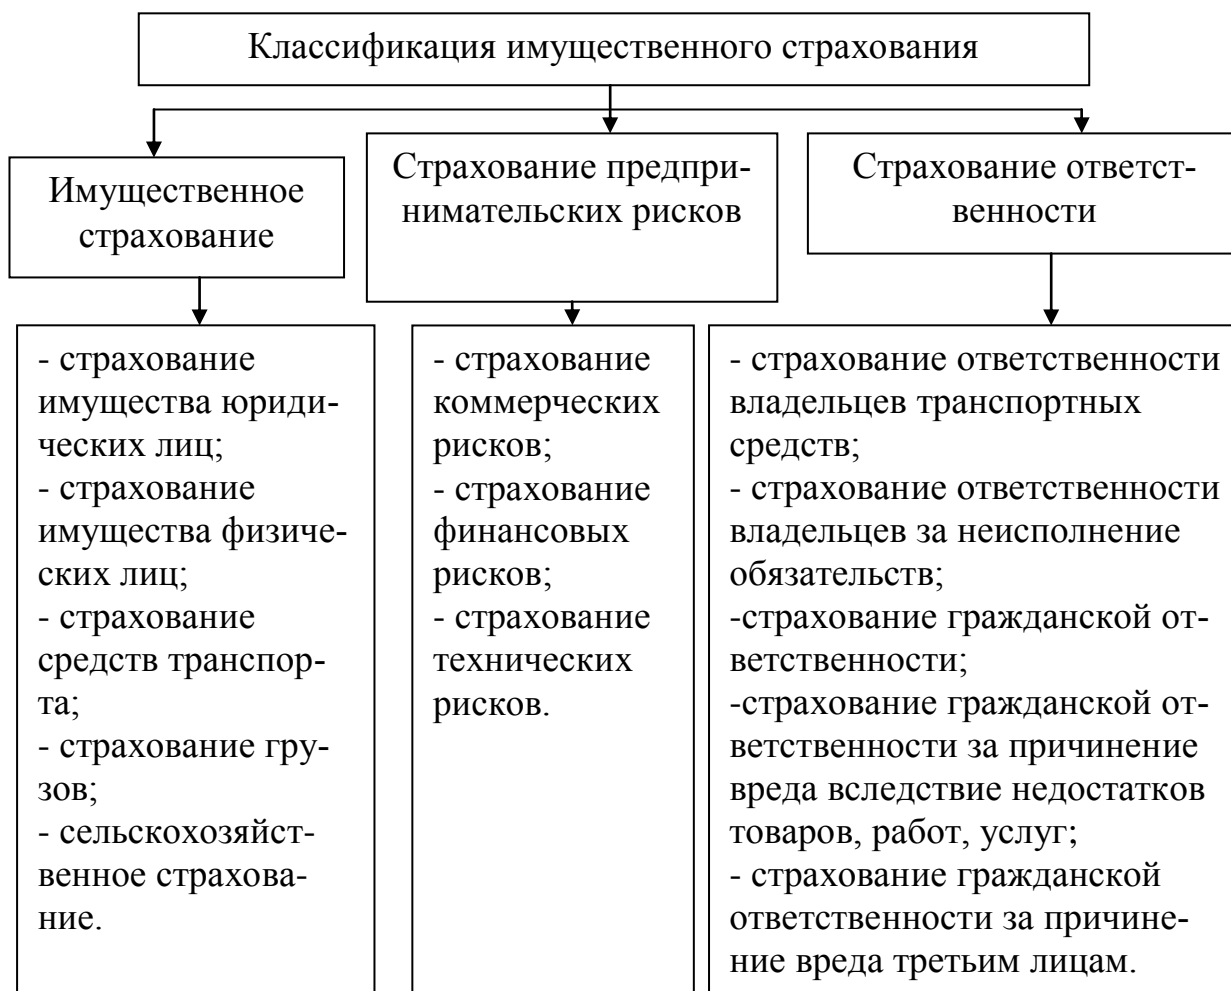 Классификация имущественного страхования
Имущественное
страхование
Страхование предпри-
нимательских рисков
Страхование ответст-
венности
- страхование
имущества юриди-
ческих лиц;
- страхование
имущества физиче-
ских лиц;
- страхование
средств транспор-
та;
- страхование гру-
зов;
- сельскохозяйст-
венное страхова-
ние.
- страхование
коммерческих
рисков;
- страхование
финансовых
рисков;
- страхование
технических
рисков.
- страхование ответственности
владельцев транспортных
средств;
- страхование ответственности
владельцев за неисполнение
обязательств;
-страхование гражданской от-
ветственности;
-страхование гражданской от-
ветственности за причинение
вреда вследствие недостатков
товаров, работ, услуг;
- страхование гражданской
ответственности за причине-
ние вреда третьим лицам.